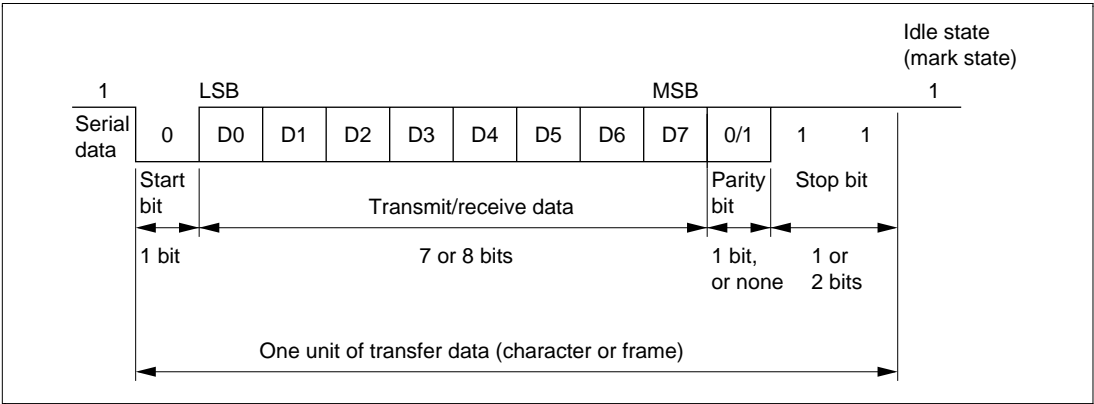 Idle state
(mark state)
1 LSB MSB 1
Serial
data
0 D0 D1 D2 D3 D4 D5 D6 D7 0/1 1 1
Start
bit
Transmit/receive data
Parity
bit
Stop bit
1 bit
7 or 8 bits
1 bit,
or none
1 or
2 bits
One unit of transfer data (character or frame)